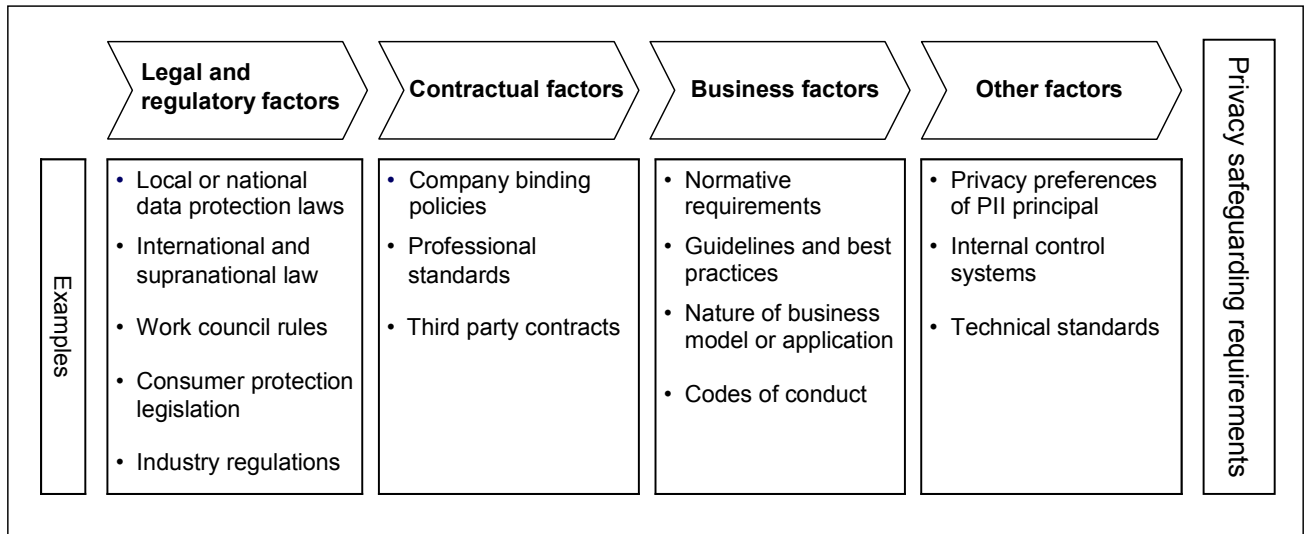 Legal and
regulatory factors
Contractual factors
Business factors
Other factors
Privacy safeguarding requirements
Examples
• Local or national
data protection laws
• International and
supranational law
• Work council rules
• Consumer protection
legislation
• Industry regulations
• Company binding
policies
• Professional
standards
• Third party contracts
• Normative
requirements
• Guidelines and best
practices
• Nature of business
model or application
• Codes of conduct
• Privacy preferences
of PII principal
• Internal control
systems
• Technical standards